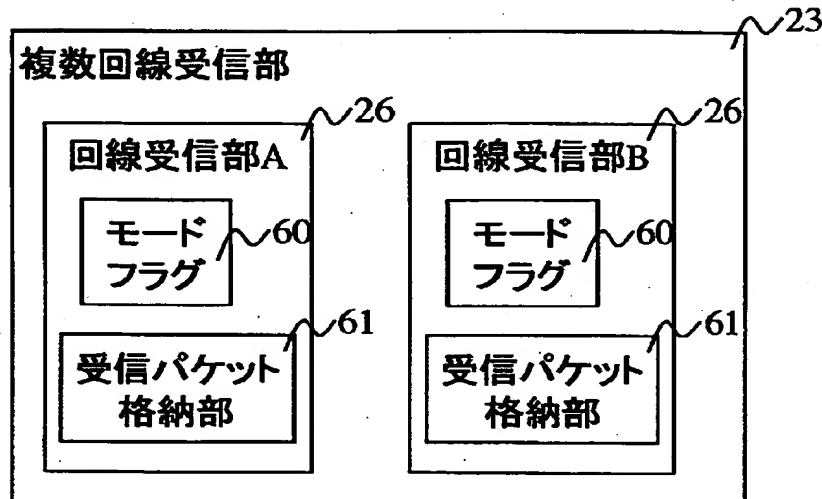 23
複数回線受信部
26
回線受信部A
モード
フラグ
60
61
受信パケット
格納部
26
回線受信部B
モード
フラグ
60
61
受信パケット
格納部